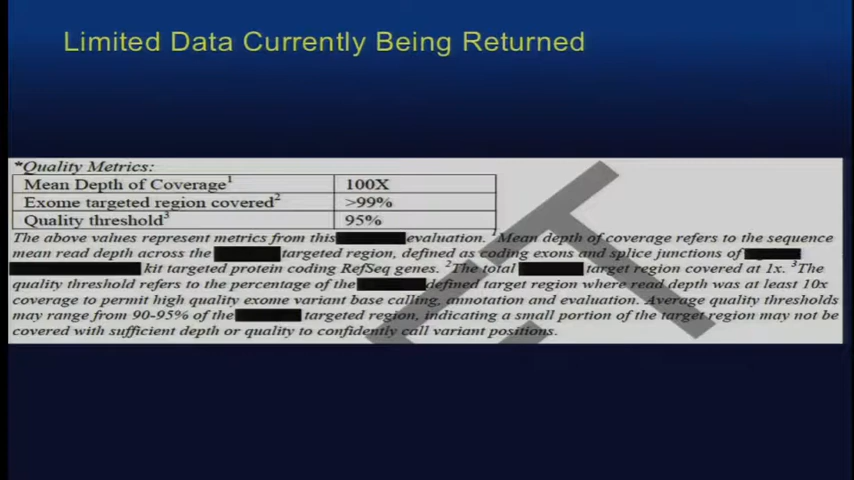 Limited Data Currently Being Returned
*Quality Metrics:
Mean Depth of Coverage1 100X
Exome targeted region covered2 >99%
Quality threshold3 95%
The above values represent metrics from this evaluation. 1Mean depth of coverage refers to the sequence
mean read depth across the targeted region, defined as coding exons and splice junctions of
kit targeted protein coding RefSeq genes. 2The total target region covered at 1x. 3The
quality threshold refers to the percentage of the defined target region where read depth was at least 10x
coverage to permit high quality exome variant base calling, annotation and evaluation. Average quality thresholds
may range from 90-95% of the targeted region, indicating a small portion of the target region may not be
covered with sufficient depth or quality to confidently call variant positions.